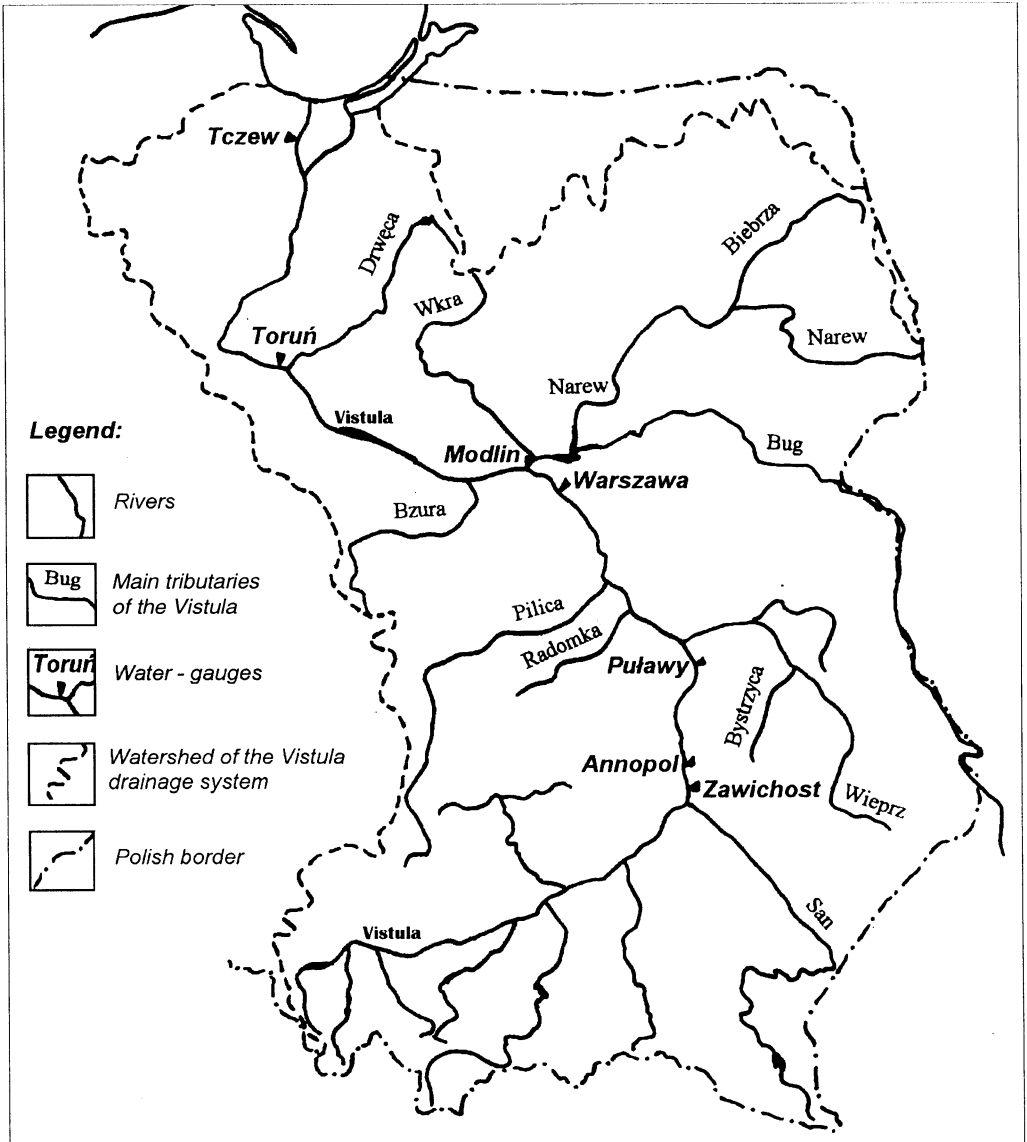 Tczew
Drwęca
Biebrza
Wkra
Toruń
Narew
Narew
Vistula
Legend:
Modlin
Bug
Warszawa
Rivers
Bzura
Bug
Main tributaries
of the Vistula
Pilica
Radomka
Toruń
Water - gauges
Puławy
Bystrzyca
Watershed of the Vistula
drainage system
Annopol
Zawichost
Wieprz
Polish border
San
Vistula